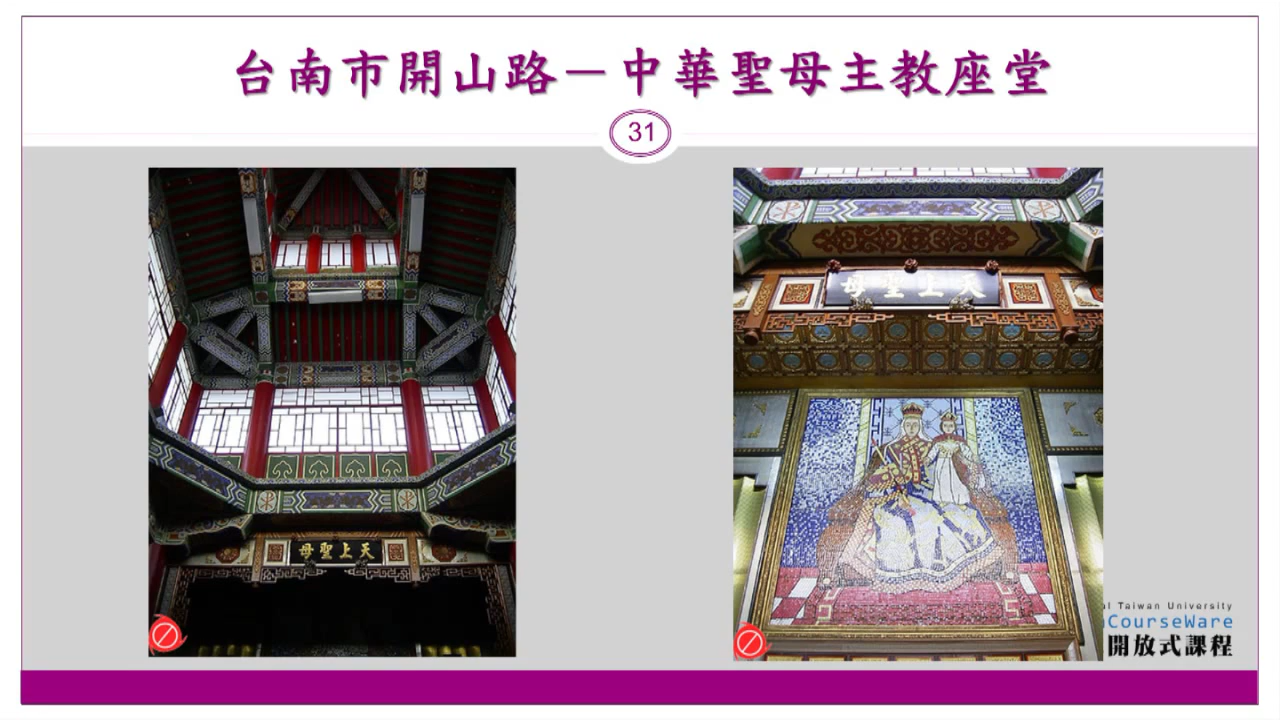 台南市開山路－中華聖母主教座堂
31
母聖上天
母聖上天
l Taiwan University
CourseWare
開放式課程